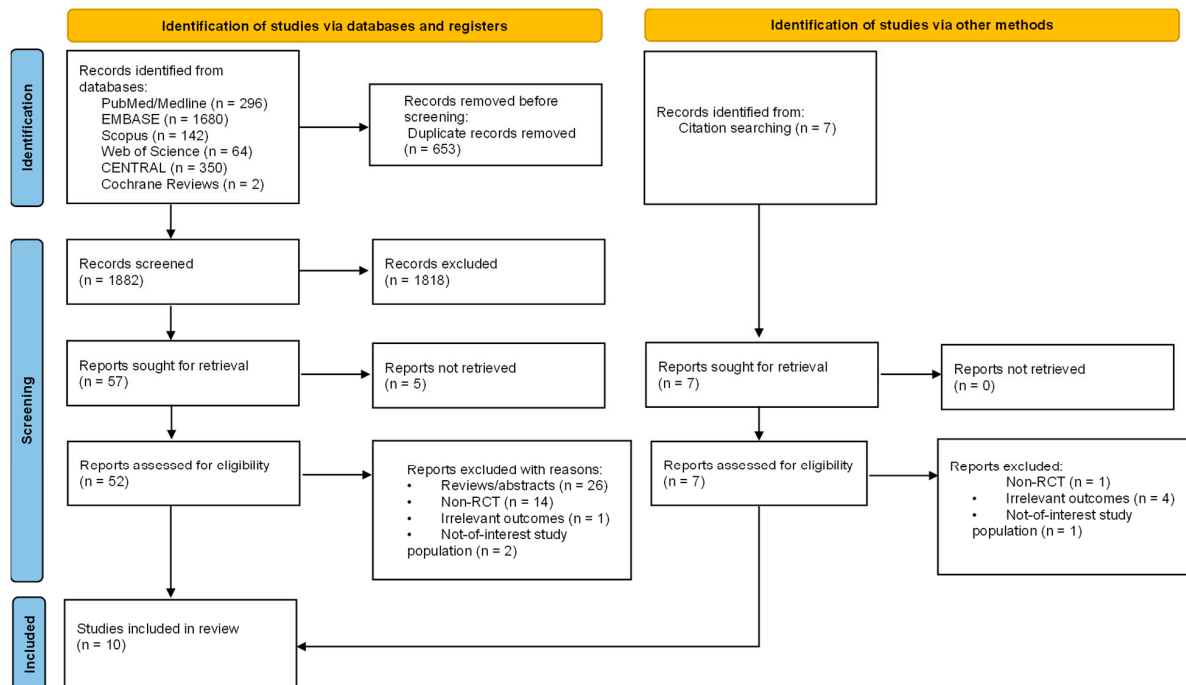 Identification of studies via databases and registers
Identification of studies via other methods
Identification
Records identified from
databases:
PubMed/Medline (n = 296)
EMBASE (n = 1680)
Scopus (n = 142)
Web of Science (n = 64)
CENTRAL (n = 350)
Cochrane Reviews (n = 2)
Records removed before
screening:
Duplicate records removed
(n = 653)
Records identified from:
Citation searching (n = 7)
Screening
Records screened
(n = 1882)
Records excluded
(n = 1818)
Reports sought for retrieval
(n = 57)
Reports not retrieved
(n = 5)
Reports sought for retrieval
(n = 7)
Reports not retrieved
(n = 0)
Reports assessed for eligibility
(n = 52)
Reports excluded with reasons:
• Reviews/abstracts (n = 26)
• Non-RCT (n = 14)
• Irrelevant outcomes (n = 1)
• Not-of-interest study
population (n = 2)
Reports assessed for eligibility
(n = 7)
Reports excluded:
Non-RCT (n = 1)
• Irrelevant outcomes (n = 4)
• Not-of-interest study
population (n = 1)
Included
Studies included in review
(n = 10)